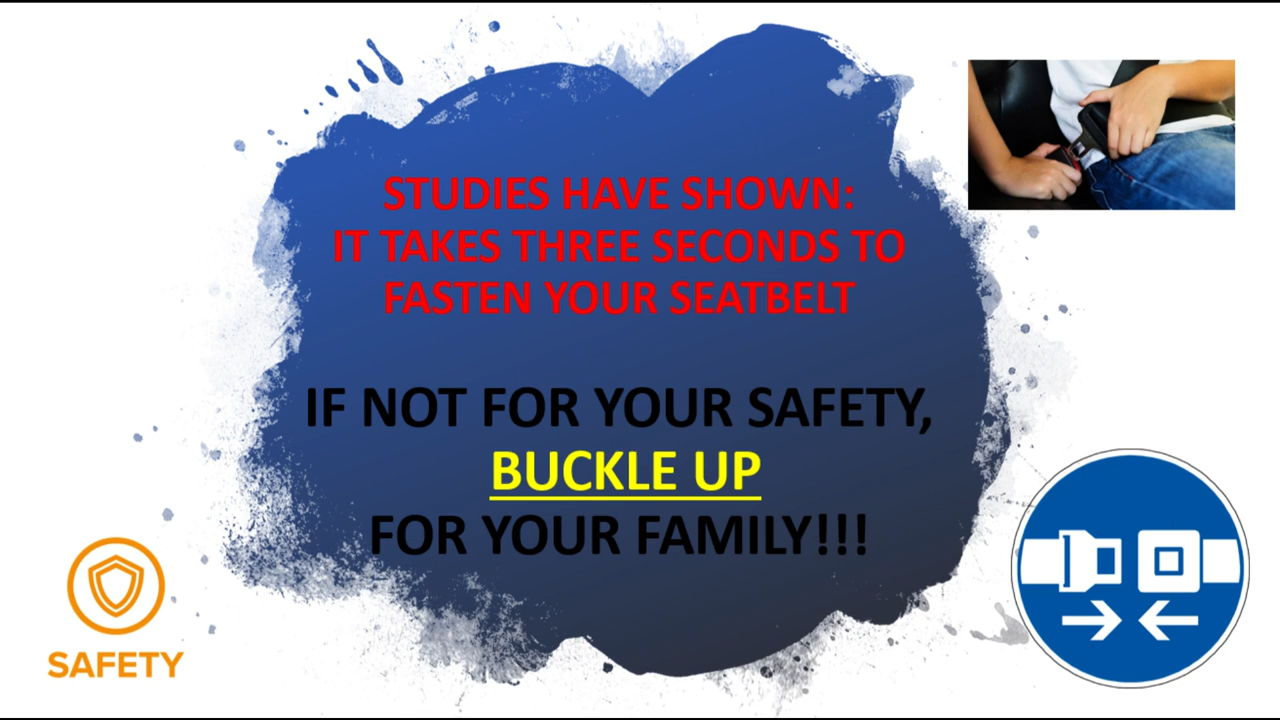 STUDIES HAVE SHOWN:
IT TAKES THREE SECONDS TO
FASTEN YOUR SEATBELT
IF NOT FOR YOUR SAFETY,
BUCKLE UP
FOR YOUR FAMILY!!!
SAFETY